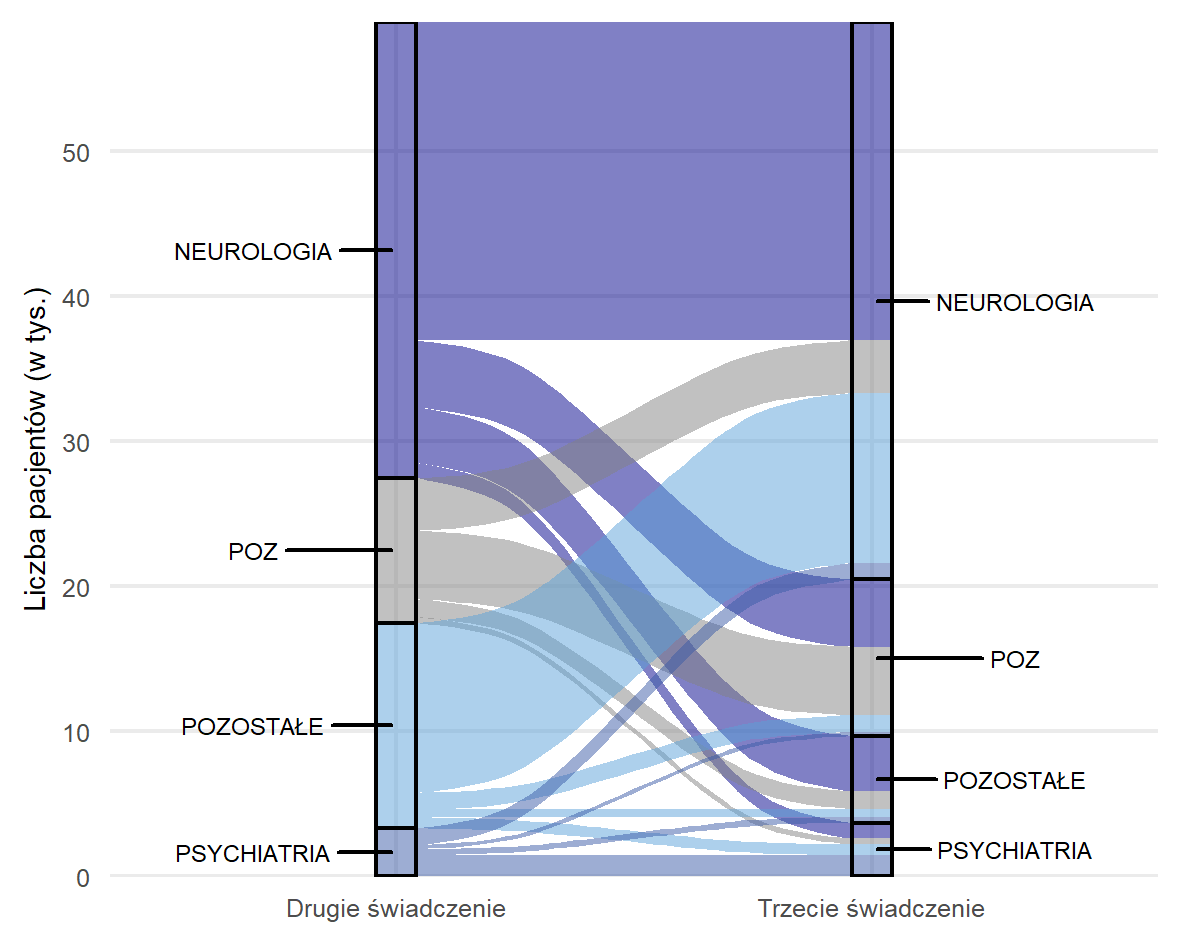 Liczba pacjentów (w tys.)
50
40
30
20
10
0
NEUROLOGIA
POZ
POZOSTAŁE
PSYCHIATRIA
NEUROLOGIA
POZ
POZOSTAŁE
PSYCHIATRIA
Drugie świadczenie
Trzecie świadczenie